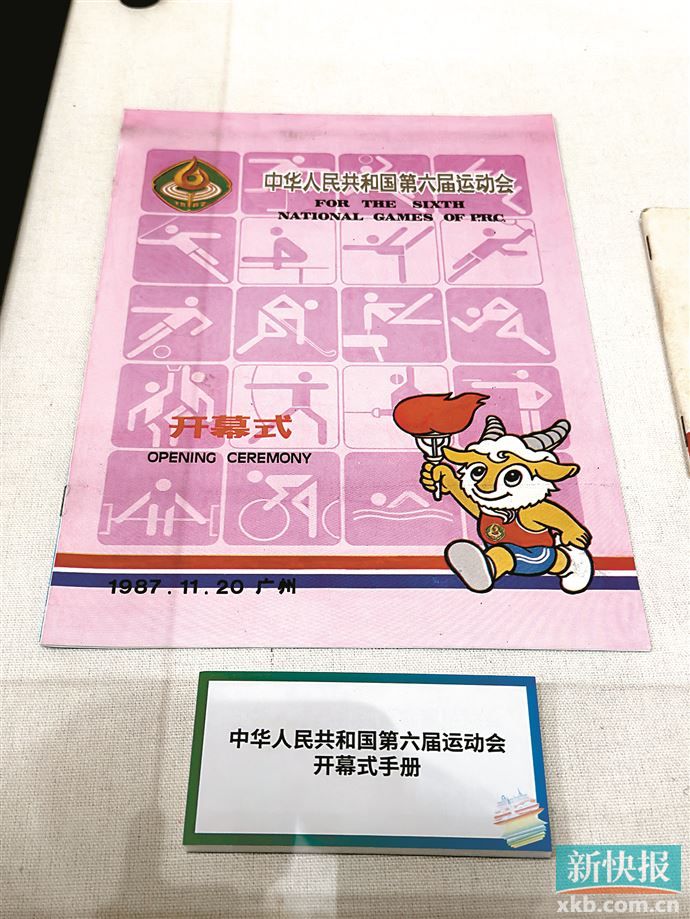 中华人民共和国第六届运动会
FOR THE SIXTH
NATIONAL GAMES OF P.R.C.
开幕式
OPENING CEREMONY
1987.11.20 广州
中华人民共和国第六届运动会
开幕式手册
新快报
xkb.com.cn